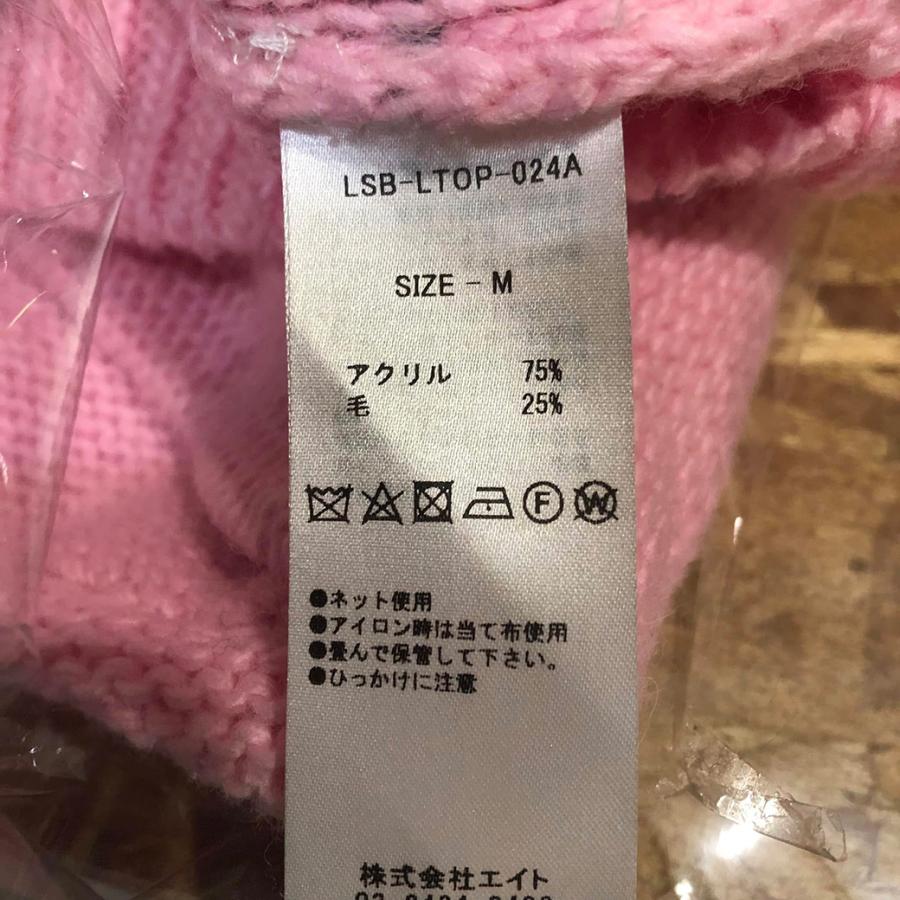 LSB-LTOP-024A
SIZE - M
アクリル 75%
毛 25%
F W
●ネット使用
●アイロン時は当て布使用
●畳んで保管して下さい。
●ひっかけに注意
株式会社エイト